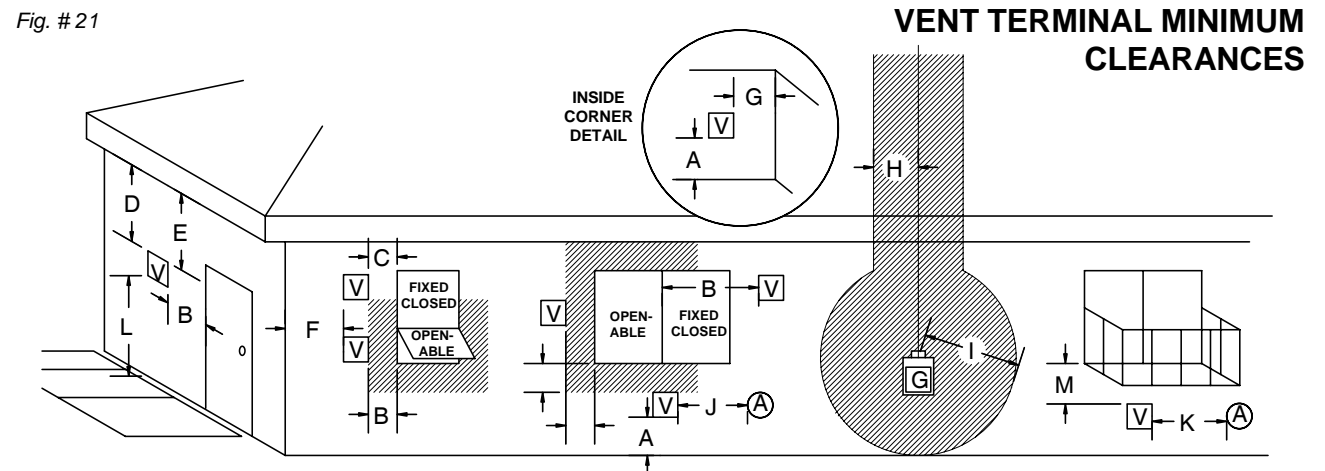 Fig. # 21
VENT TERMINAL MINIMUM
CLEARANCES
INSIDE
CORNER
DETAIL
G
V
A
H
D
E
C
V
V
FIXED
CLOSED
B
V
B
L
F
V
OPEN-
ABLE
OPEN-
ABLE
FIXED
CLOSED
V
I
G
M
B
V
J
A
A
V
K
A